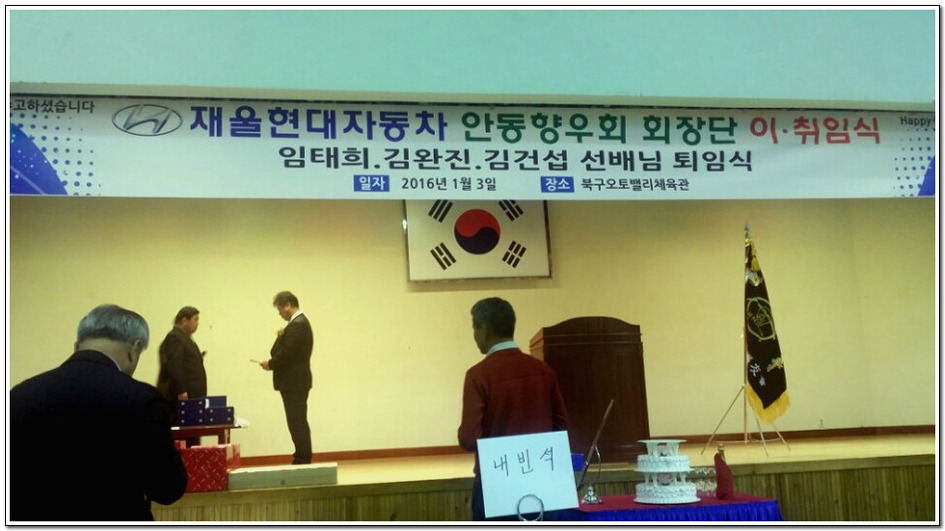 고하셨습니다
Happy
재울현대자동차 안동향우회 회장단 이·취임식
임태희.김완진.김건섭 선배님 퇴임식
일자 2016년 1월 3일 장소 북구오토밸리체육관
내빈석